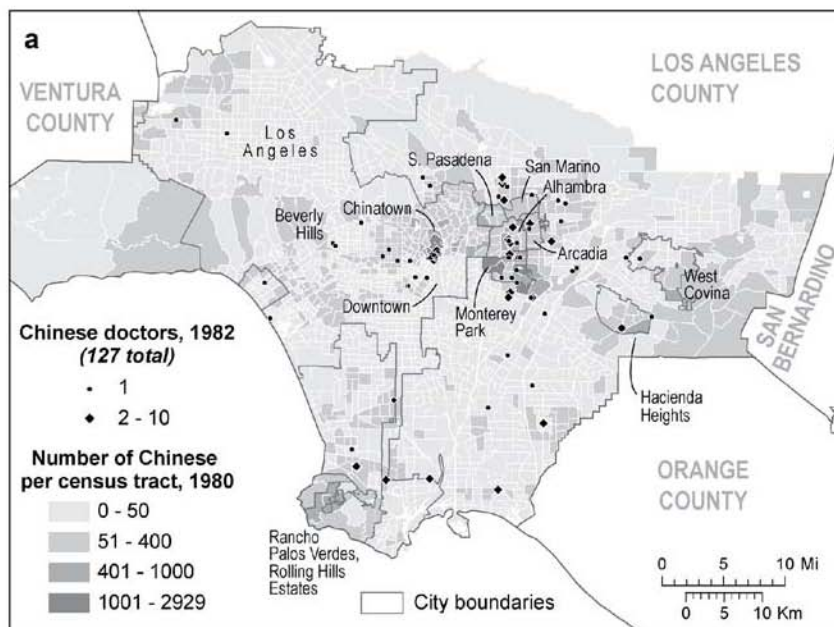 a
VENTURA
COUNTY
LOS ANGELES
COUNTY
Los
Angeles
S. Pasadena
San Marino
Alhambra
Chinatown
Beverly
Hills
Arcadia
West
Covina
Downtown
Monterey
Park
SAN
BERNARDINO
Hacienda
Heights
ORANGE
COUNTY
Rancho
Palos Verdes,
Rolling Hills
Estates
Chinese doctors, 1982
(127 total)
1
2 - 10
Number of Chinese
per census tract, 1980
0 - 50
51 - 400
401 - 1000
1001 - 2929
City boundaries
0 10 Mi
0 5 10 Km